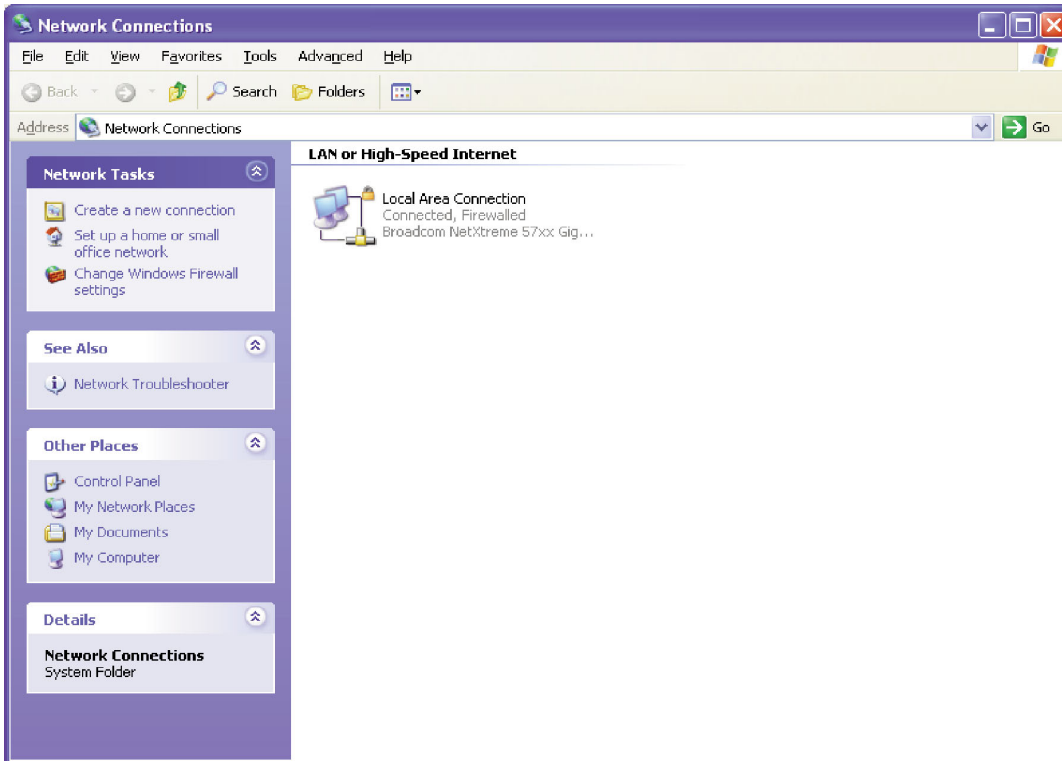 Network Connections
File Edit View Favorites Tools Advanced Help
Back Search Folders
Address Network Connections Go
Network Tasks
Create a new connection
Set up a home or small
office network
Change Windows Firewall
settings
See Also
Network Troubleshooter
Other Places
Control Panel
My Network Places
My Documents
My Computer
Details
Network Connections
System Folder
LAN or High-Speed Internet
Local Area Connection
Connected, Firewalled
Broadcom NetXtreme 57xx Gig...